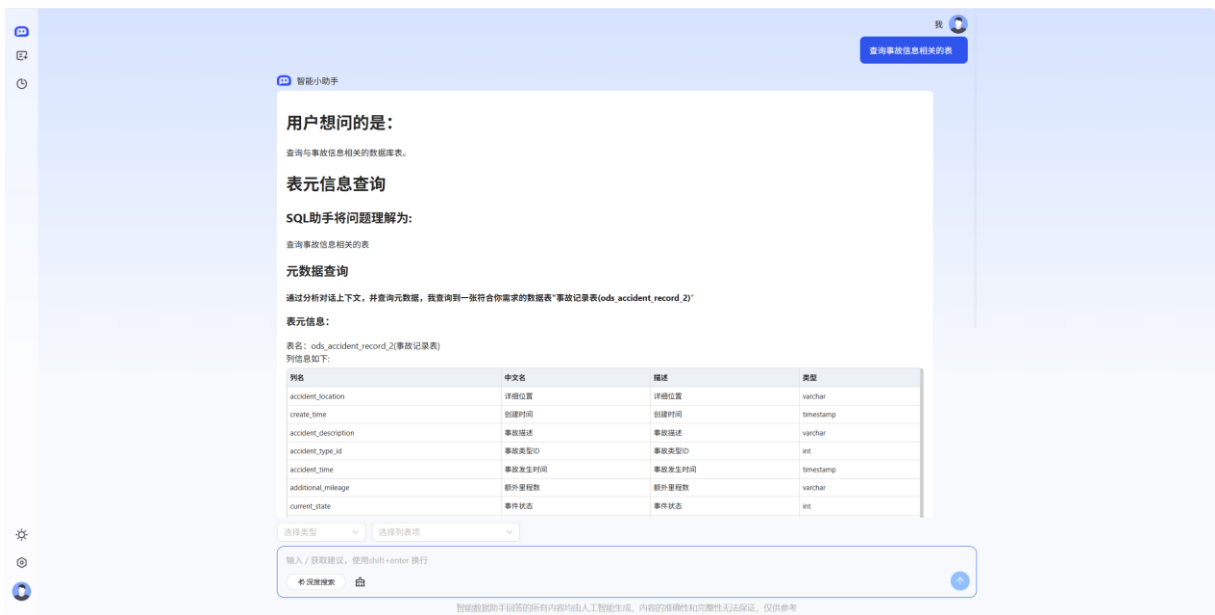 我
查询事故信息相关的表
智能小助手
用户想问的是：
查询与事故信息相关的数据库表。
表元信息查询
SQL助手将问题理解为:
查询事故信息相关的表
元数据查询
通过分析对话上下文，并查询元数据，我查询到一张符合你需求的数据表"事故记录表(ods_accident_record_2)"
表元信息：
表名：ods_accident_record_2(事故记录表)
列信息如下:
列名 中文名 描述 类型
accident_location 详细位置 详细位置 varchar
create_time 创建时间 创建时间 timestamp
accident_description 事故描述 事故描述 varchar
accident_type_id 事故类型ID 事故类型ID int
accident_time 事故发生时间 事故发生时间 timestamp
additional_mileage 额外里程数 额外里程数 varchar
current_state 事件状态 事件状态 int
选择类型 选择列表项
输入 / 获取建议，使用shift+enter 换行
深度搜索
智能数据助手回答的所有内容均由人工智能生成，内容的准确性和完整性无法保证，仅供参考